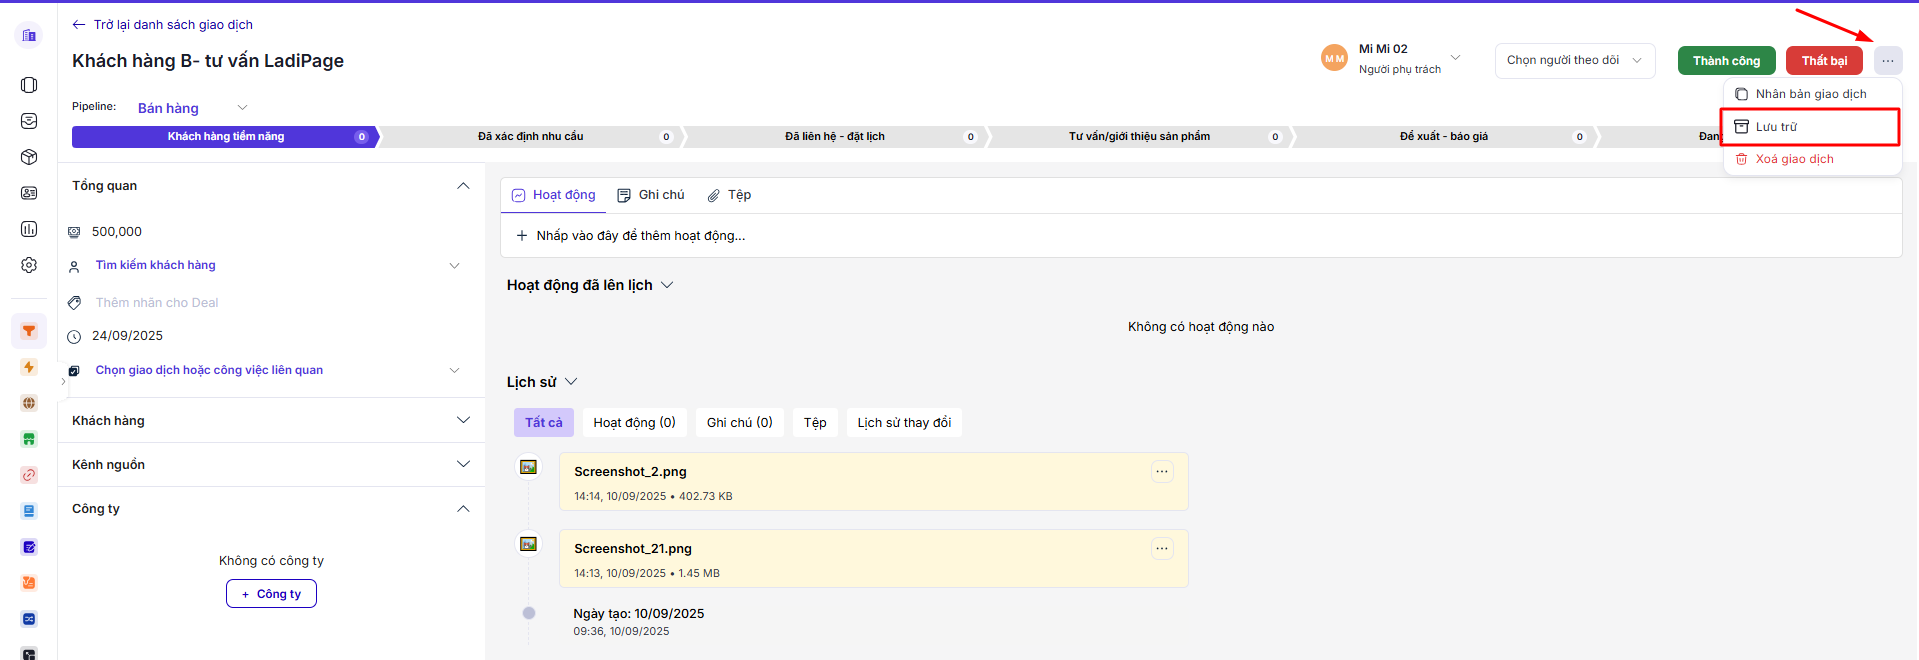 Trở lại danh sách giao dịch
Khách hàng B- tư vấn LadiPage
MM
Mi Mi 02
Người phụ trách
Chọn người theo dõi
Thành công
Thất bại
Nhân bản giao dịch
Lưu trữ
Xoá giao dịch
Pipeline:
Bán hàng
Khách hàng tiềm năng 0
Đã xác định nhu cầu 0
Đã liên hệ - đặt lịch 0
Tư vấn/giới thiệu sản phẩm 0
Đề xuất - báo giá 0
Tổng quan
500,000
Tìm kiếm khách hàng
Thêm nhãn cho Deal
24/09/2025
Chọn giao dịch hoặc công việc liên quan
Khách hàng
Kênh nguồn
Công ty
Không có công ty
+ Công ty
Hoạt động
Ghi chú
Tệp
+ Nhấp vào đây để thêm hoạt động...
Hoạt động đã lên lịch
Không có hoạt động nào
Lịch sử
Tất cả
Hoạt động (0)
Ghi chú (0)
Tệp
Lịch sử thay đổi
Screenshot_2.png
14:14, 10/09/2025 • 402.73 KB
Screenshot_21.png
14:13, 10/09/2025 • 1.45 MB
Ngày tạo: 10/09/2025
09:36, 10/09/2025